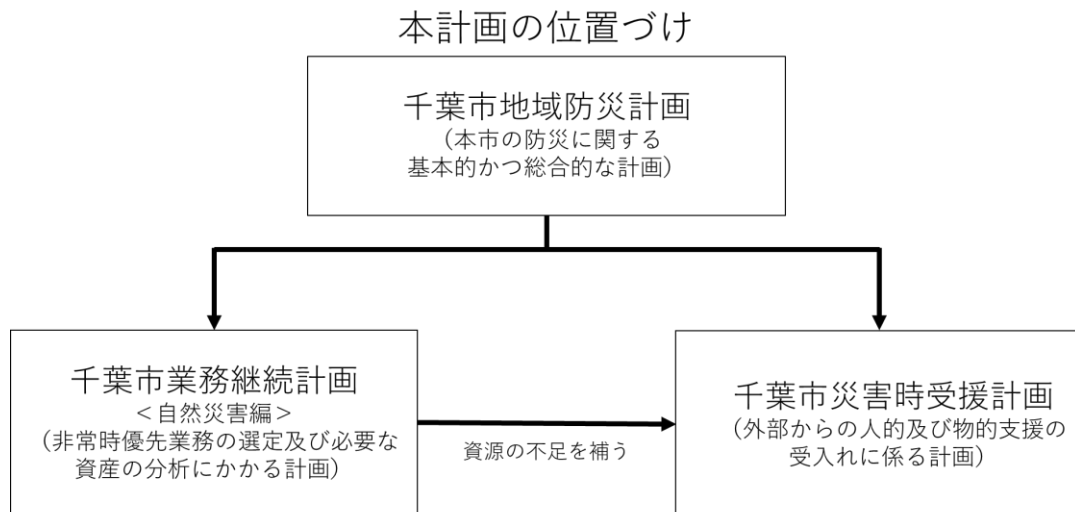 本計画の位置づけ
千葉市地域防災計画
（本市の防災に関する
基本的かつ総合的な計画）
千葉市業務継続計画
＜自然災害編＞
（非常時優先業務の選定及び必要な
資産の分析にかかる計画）
資源の不足を補う
千葉市災害時受援計画
（外部からの人的及び物的支援の
受入れに係る計画）